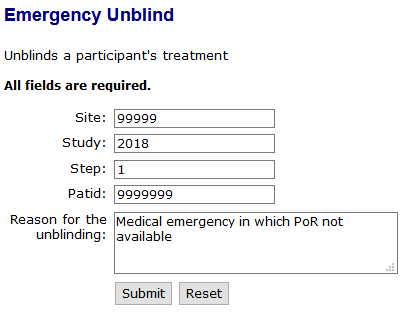 Emergency Unblind
Unblinds a participant's treatment
All fields are required.
Site: 99999
Study: 2018
Step: 1
Patid: 9999999
Reason for the unblinding: Medical emergency in which PoR not
available
Submit Reset